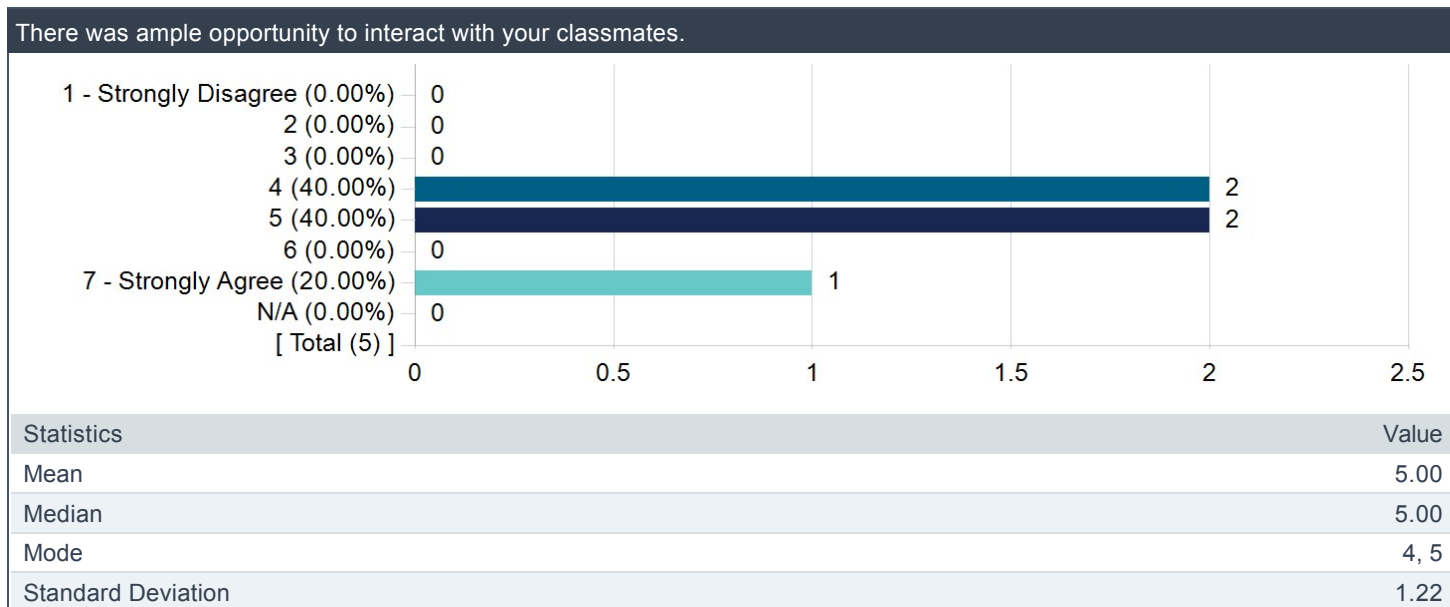 There was ample opportunity to interact with your classmates.
1 - Strongly Disagree (0.00%) 0
2 (0.00%) 0
3 (0.00%) 0
4 (40.00%) 2
5 (40.00%) 2
6 (0.00%) 0
7 - Strongly Agree (20.00%) 1
N/A (0.00%) 0
[ Total (5) ]
0 0.5 1 1.5 2 2.5
Statistics Value
Mean 5.00
Median 5.00
Mode 4, 5
Standard Deviation 1.22